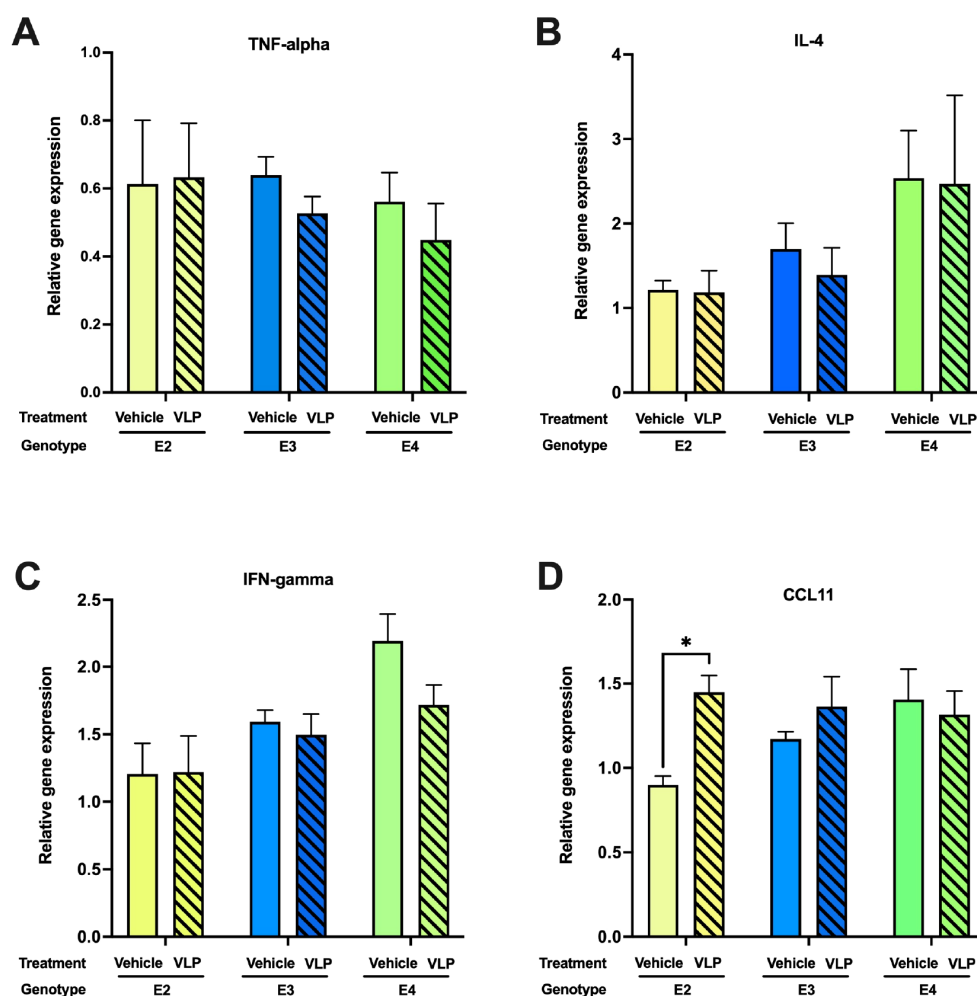 A
TNF-alpha
Relative gene expression
1.0
0.8
0.6
0.4
0.2
0.0
Treatment Vehicle VLP Vehicle VLP Vehicle VLP
Genotype E2 E3 E4
B
IL-4
Relative gene expression
4
3
2
1
0
Treatment Vehicle VLP Vehicle VLP Vehicle VLP
Genotype E2 E3 E4
C
IFN-gamma
Relative gene expression
2.5
2.0
1.5
1.0
0.5
0.0
Treatment Vehicle VLP Vehicle VLP Vehicle VLP
Genotype E2 E3 E4
D
CCL11
Relative gene expression
2.0
1.5
1.0
0.5
0.0
*
Treatment Vehicle VLP Vehicle VLP Vehicle VLP
Genotype E2 E3 E4